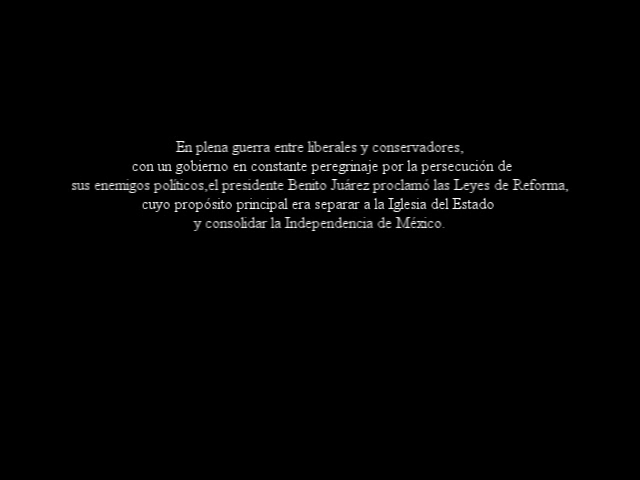 En plena guerra entre liberales y conservadores,
con un gobierno en constante peregrinaje por la persecución de
sus enemigos políticos,el presidente Benito Juárez proclamó las Leyes de Reforma,
cuyo propósito principal era separar a la Iglesia del Estado
y consolidar la Independencia de México.